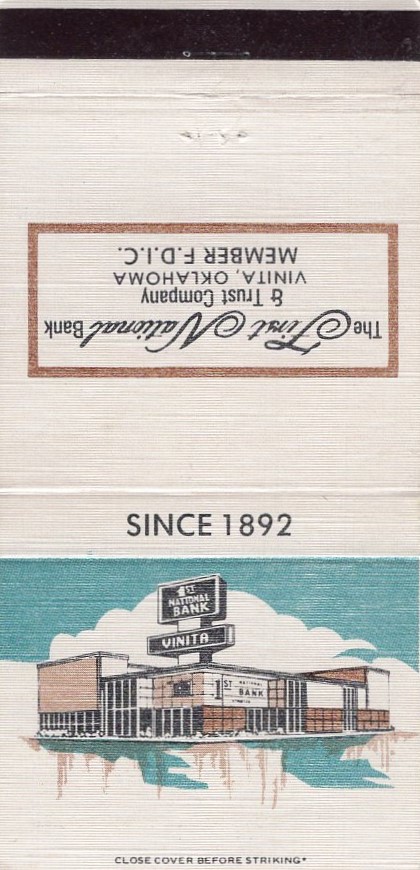 The First National Bank
& Trust Company
VINITA, OKLAHOMA
MEMBER F.D.I.C.
SINCE 1892
1ST
NATIONAL
BANK
VINITA
1ST NATIONAL
BANK
CLOSE COVER BEFORE STRIKING*